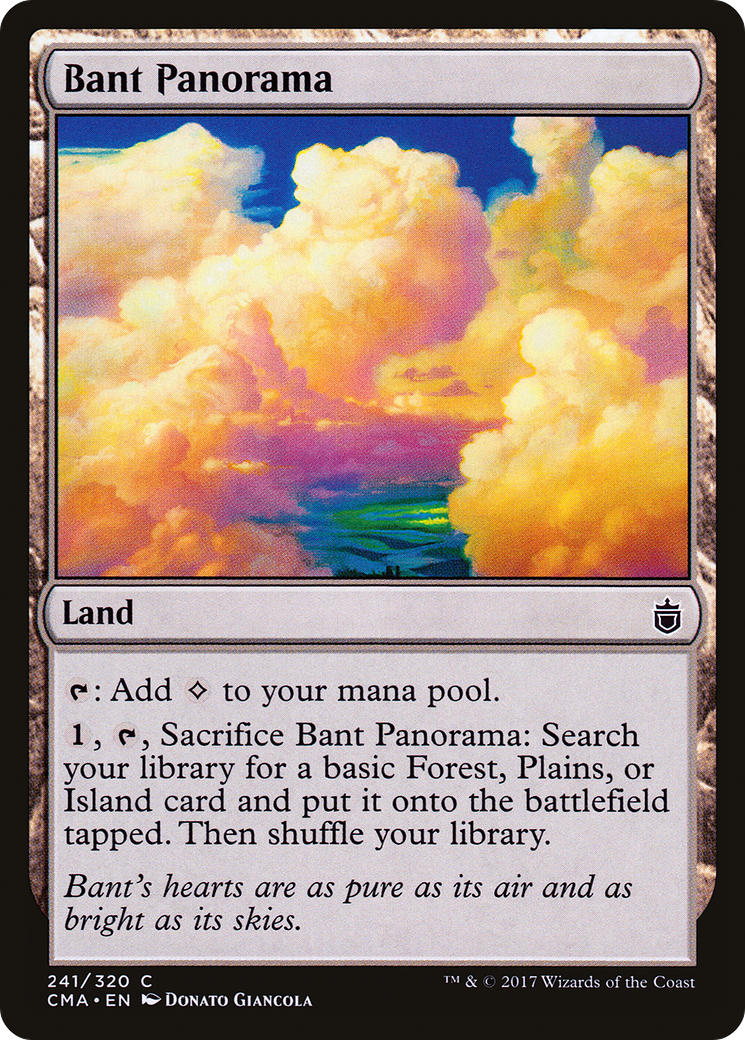 Bant Panorama
Land
: Add to your mana pool.
1, , Sacrifice Bant Panorama: Search
your library for a basic Forest, Plains, or
Island card and put it onto the battlefield
tapped. Then shuffle your library.
Bant's hearts are as pure as its air and as
bright as its skies.
241/320 C
™ & © 2017 Wizards of the Coast
CMA • EN Donato Giancola